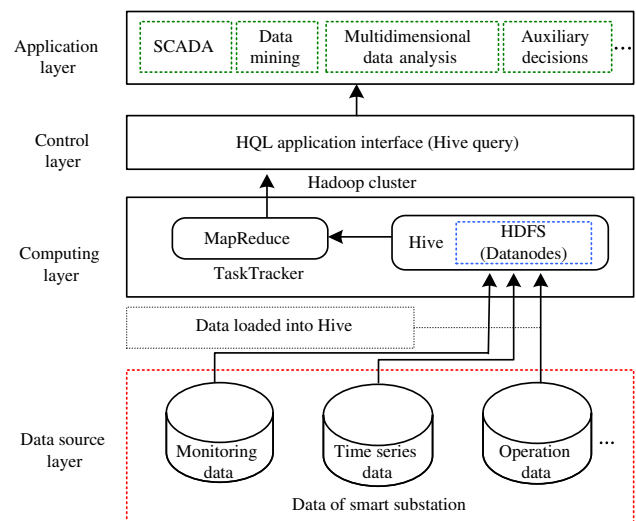 Application
layer
SCADA
Data
mining
Multidimensional
data analysis
Auxiliary
decisions
...
Control
layer
HQL application interface (Hive query)
Hadoop cluster
Computing
layer
MapReduce
TaskTracker
Hive
HDFS
(Datanodes)
Data loaded into Hive
Data source
layer
Monitoring
data
Time series
data
Operation
data
...
Data of smart substation